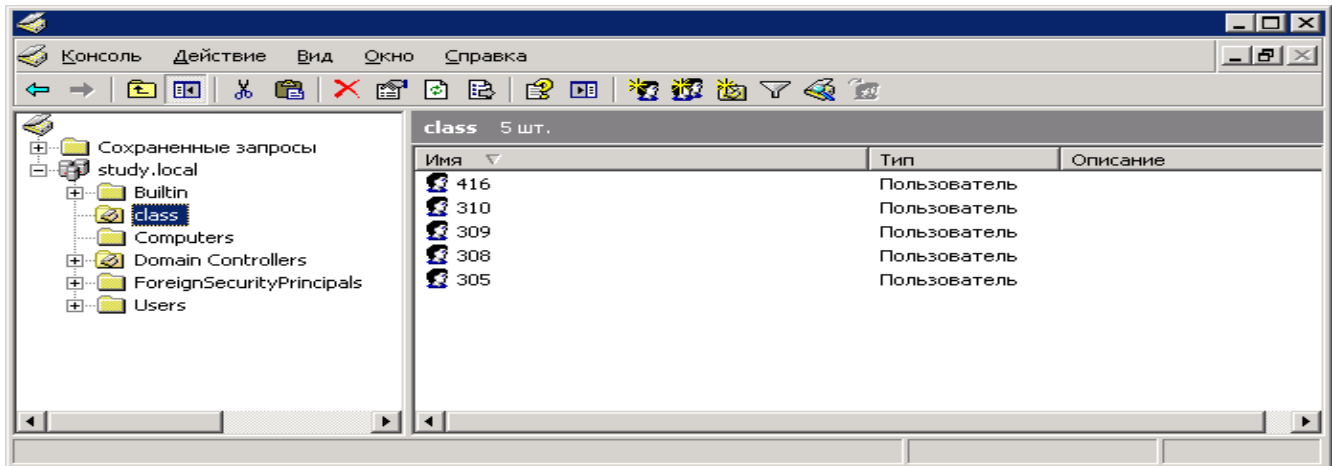 Консоль Действие Вид Окно Справка
Сохраненные запросы
study.local
Builtin
class
Computers
Domain Controllers
ForeignSecurityPrincipals
Users
class 5 шт.
Имя Тип Описание
416 Пользователь
310 Пользователь
309 Пользователь
308 Пользователь
305 Пользователь